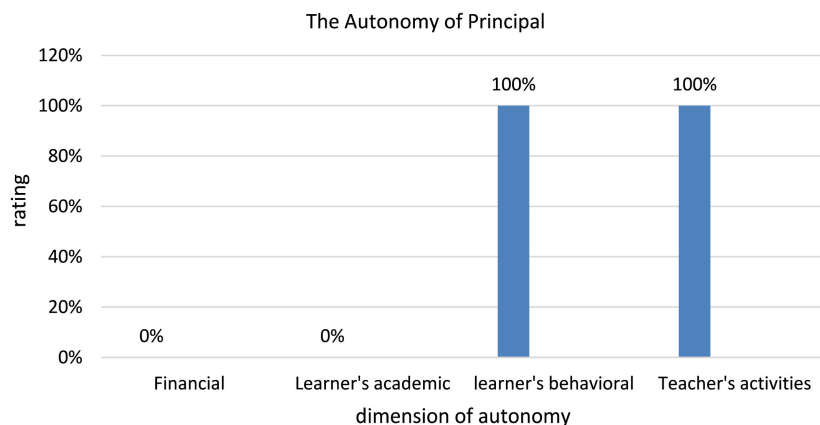 The Autonomy of Principal
120%
100%
80%
60%
40%
20%
0%
rating
0%
0%
100%
100%
Financial
Learner's academic
learner's behavioral
Teacher's activities
dimension of autonomy